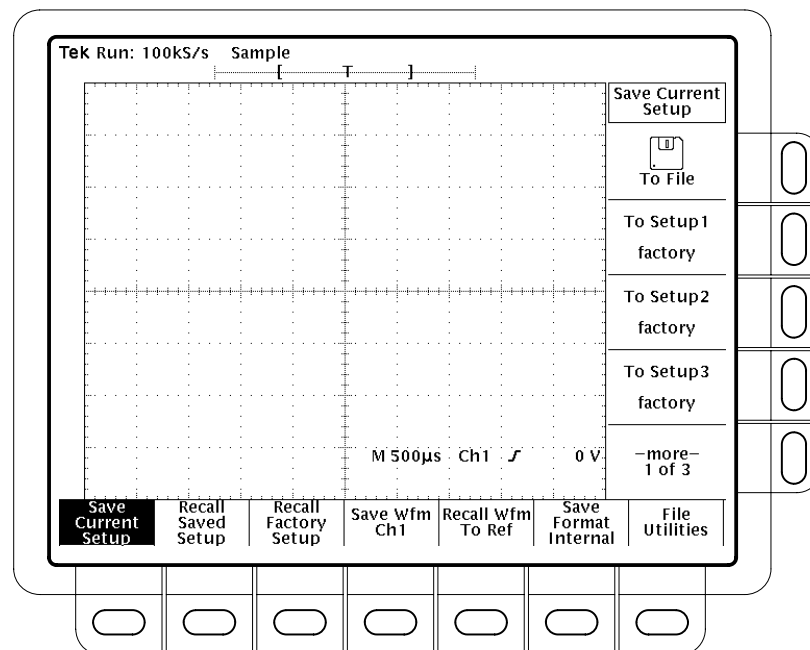 Tek Run: 100kS/s Sample
[ T ]
Save Current
Setup
To File
To Setup1
factory
To Setup2
factory
To Setup3
factory
M 500µs Ch1 0 V
–more–
1 of 3
Save
Current
Setup
Recall
Saved
Setup
Recall
Factory
Setup
Save Wfm
Ch1
Recall Wfm
To Ref
Save
Format
Internal
File
Utilities